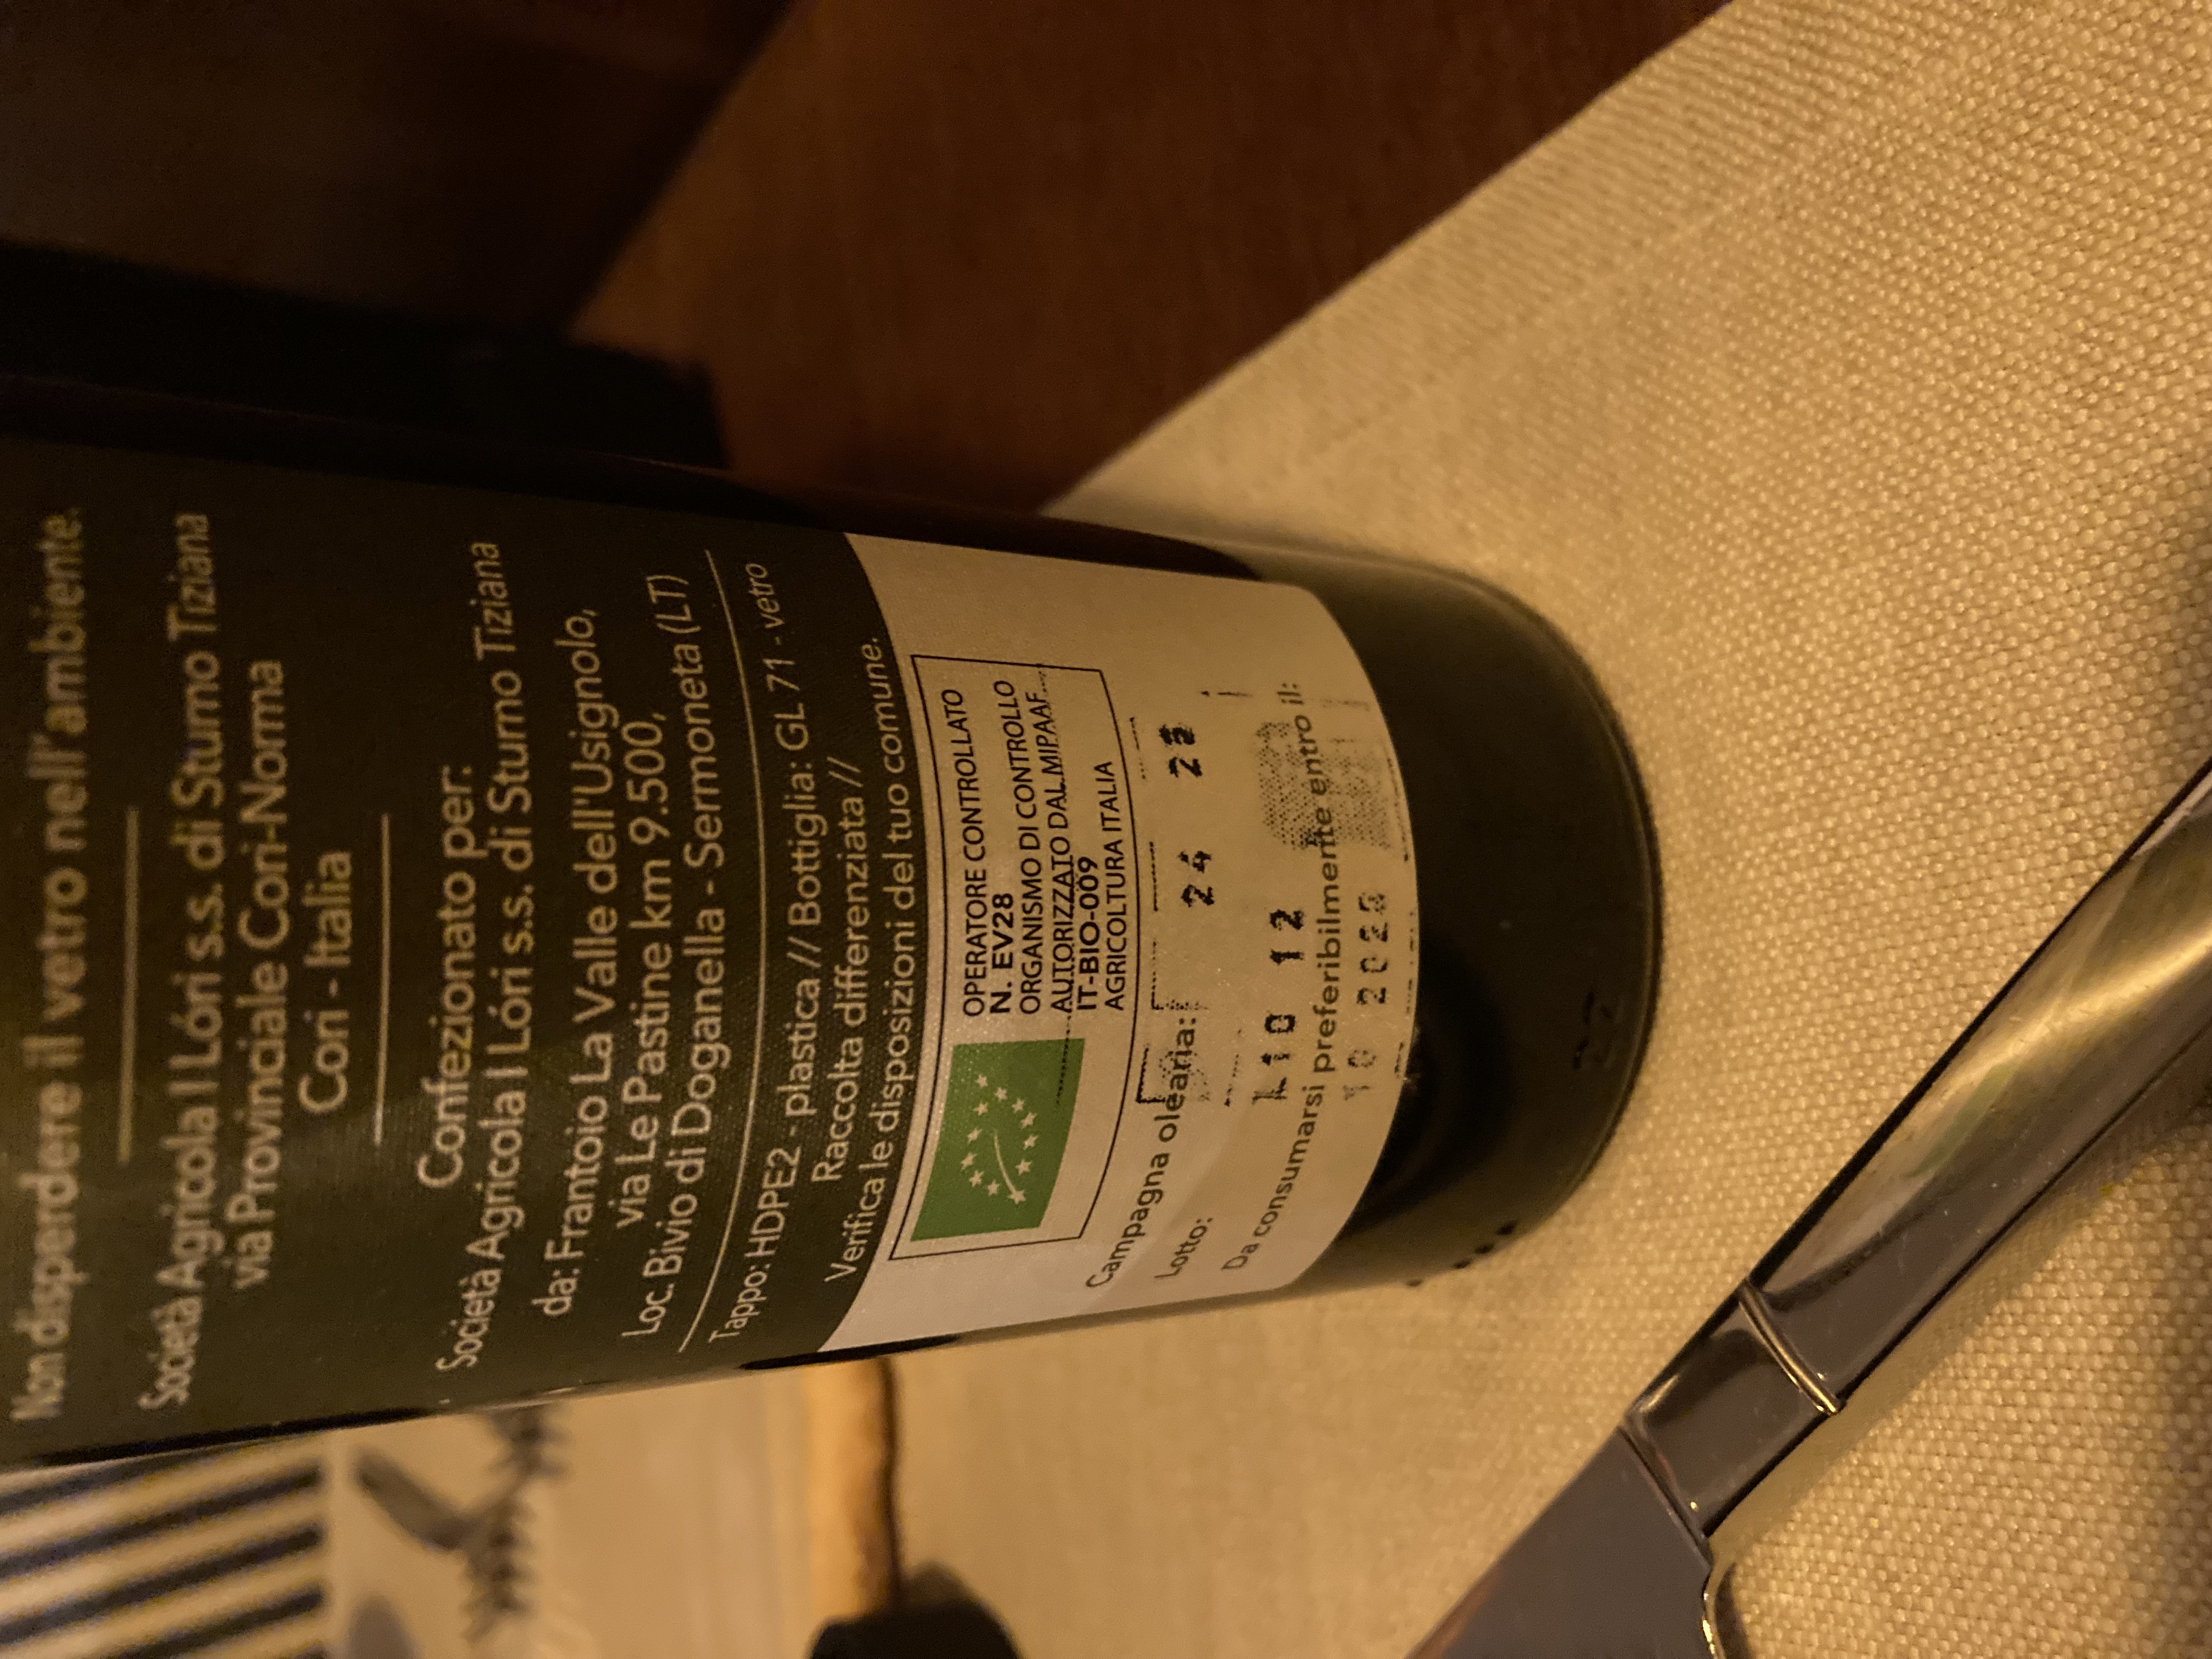 Non disperdere il vetro nell'ambiente.
Società Agricola I Lóri s.s. di Sturno Tiziana
via Provinciale Cori-Norma
Cori - Italia
Confezionato per:
Società Agricola I Lóri s.s. di Sturno Tiziana
da: Frantoio La Valle dell'Usignolo,
via Le Pastine km 9.500,
Loc. Bivio di Doganella - Sermoneta (LT)
Tappo: HDPE2 - plastica // Bottiglia: GL 71 - vetro
Raccolta differenziata //
Verifica le disposizioni del tuo comune.
OPERATORE CONTROLLATO
N. EV28
ORGANISMO DI CONTROLLO
AUTORIZZATO DAL MIPAAF
IT-BIO-009
AGRICOLTURA ITALIA
Campagna olearia: 24 25
Lotto: L10 12
Da consumarsi preferibilmente entro il: